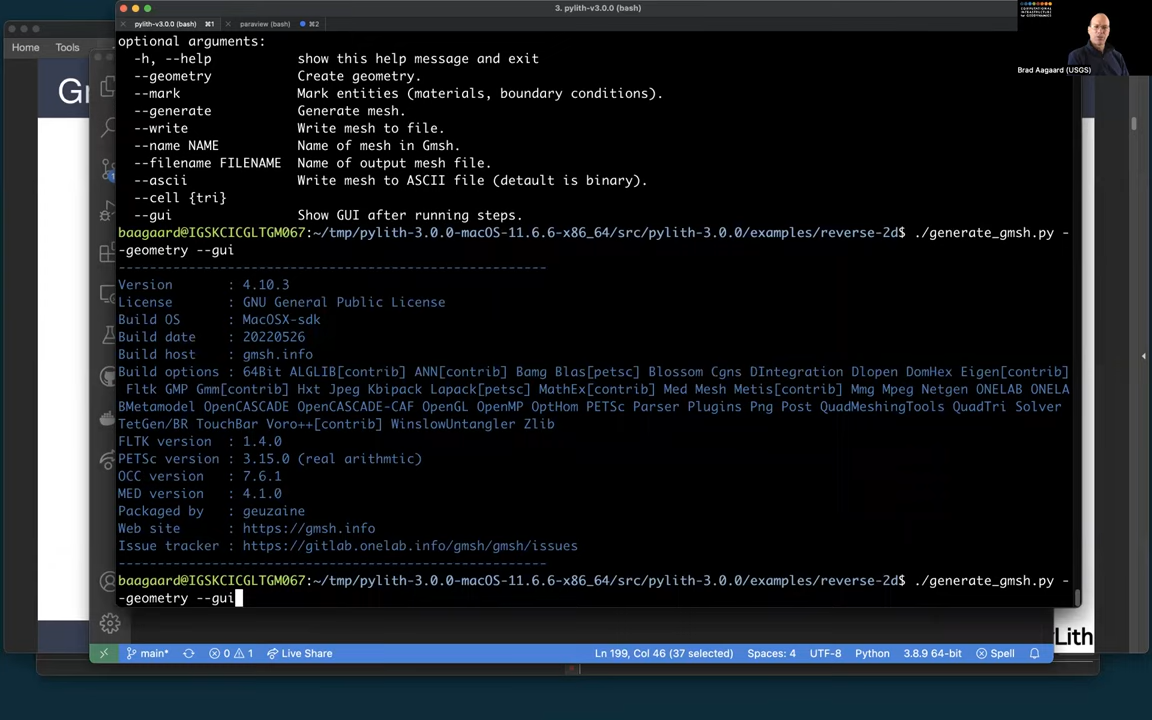 3. pylith-v3.0.0 (bash)
pylith-v3.0.0 (bash) ⌘1
paraview (bash) ⌘2
COMPUTATIONAL
INFRASTRUCTURE
for GEODYNAMICS
Brad Aagaard (USGS)
Home Tools
Gr
optional arguments:
-h, --help show this help message and exit
--geometry Create geometry.
--mark Mark entities (materials, boundary conditions).
--generate Generate mesh.
--write Write mesh to file.
--name NAME Name of mesh in Gmsh.
--filename FILENAME Name of output mesh file.
--ascii Write mesh to ASCII file (detault is binary).
--cell {tri}
--gui Show GUI after running steps.
baagaard@IGSKCICGLTGM067:~/tmp/pylith-3.0.0-macOS-11.6.6-x86_64/src/pylith-3.0.0/examples/reverse-2d$ ./generate_gmsh.py -
-geometry --gui
-------------------------------------------------------
Version : 4.10.3
License : GNU General Public License
Build OS : MacOSX-sdk
Build date : 20220526
Build host : gmsh.info
Build options : 64Bit ALGLIB[contrib] ANN[contrib] Bamg Blas[petsc] Blossom Cgns DIntegration Dlopen DomHex Eigen[contrib]
Fltk GMP Gmm[contrib] Hxt Jpeg Kbipack Lapack[petsc] MathEx[contrib] Med Mesh Metis[contrib] Mmg Mpeg Netgen ONELAB ONELA
BMetamodel OpenCASCADE OpenCASCADE-CAF OpenGL OpenMP OptHom PETSc Parser Plugins Png Post QuadMeshingTools QuadTri Solver
TetGen/BR TouchBar Voro++[contrib] WinslowUntangler Zlib
FLTK version : 1.4.0
PETSc version : 3.15.0 (real arithmtic)
OCC version : 7.6.1
MED version : 4.1.0
Packaged by : geuzaine
Web site : https://gmsh.info
Issue tracker : https://gitlab.onelab.info/gmsh/gmsh/issues
-------------------------------------------------------
baagaard@IGSKCICGLTGM067:~/tmp/pylith-3.0.0-macOS-11.6.6-x86_64/src/pylith-3.0.0/examples/reverse-2d$ ./generate_gmsh.py -
-geometry --gui
rLith
main* 0 1 Live Share Ln 199, Col 46 (37 selected) Spaces: 4 UTF-8 Python 3.8.9 64-bit Spell